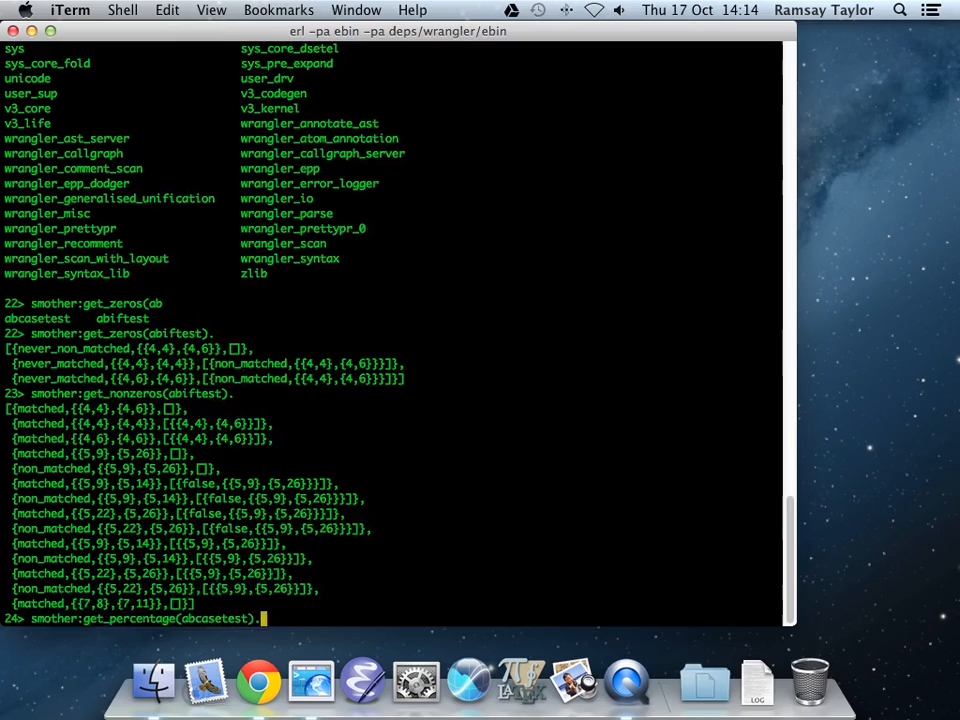 iTerm Shell Edit View Bookmarks Window Help Thu 17 Oct 14:14 Ramsay Taylor
erl -pa ebin -pa deps/wrangler/ebin
sys sys_core_dsetel
sys_core_fold sys_pre_expand
unicode user_drv
user_sup v3_codegen
v3_core v3_kernel
v3_life wrangler_annotate_ast
wrangler_ast_server wrangler_atom_annotation
wrangler_callgraph wrangler_callgraph_server
wrangler_comment_scan wrangler_epp
wrangler_epp_dodger wrangler_error_logger
wrangler_generalised_unification wrangler_io
wrangler_misc wrangler_parse
wrangler_prettypr wrangler_prettypr_0
wrangler_recomment wrangler_scan
wrangler_scan_with_layout wrangler_syntax
wrangler_syntax_lib zlib
22> smother:get_zeros(ab
abcasetest abiftest
22> smother:get_zeros(abiftest).
[{never_non_matched,{{4,4},{4,6}},[]},
{never_matched,{{4,4},{4,4}},[{non_matched,{{4,4},{4,6}}}]},
{never_matched,{{4,6},{4,6}},[{non_matched,{{4,4},{4,6}}}]}]
23> smother:get_nonzeros(abiftest).
[{matched,{{4,4},{4,6}},[]},
{matched,{{4,4},{4,4}},[{{4,4},{4,6}}]},
{matched,{{4,6},{4,6}},[{{4,4},{4,6}}]},
{matched,{{5,9},{5,26}},[]},
{non_matched,{{5,9},{5,26}},[]},
{matched,{{5,9},{5,14}},[{false,{{5,9},{5,26}}}]},
{non_matched,{{5,9},{5,14}},[{false,{{5,9},{5,26}}}]},
{matched,{{5,22},{5,26}},[{false,{{5,9},{5,26}}}]},
{non_matched,{{5,22},{5,26}},[{false,{{5,9},{5,26}}}]},
{matched,{{5,9},{5,14}},[{{5,9},{5,26}}]},
{non_matched,{{5,9},{5,14}},[{{5,9},{5,26}}]},
{matched,{{5,22},{5,26}},[{{5,9},{5,26}}]},
{non_matched,{{5,22},{5,26}},[{{5,9},{5,26}}]},
{matched,{{7,8},{7,11}},[]}]
24> smother:get_percentage(abcasetest).
LOG